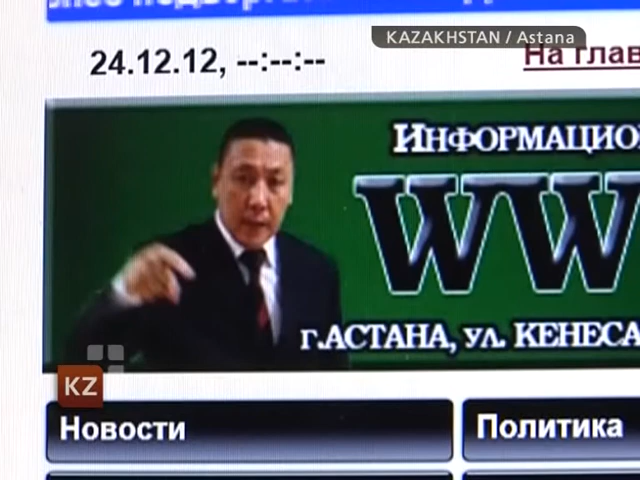 KAZAKHSTAN / Astana
24.12.12, --:--:--
На глав
ИНФОРМАЦИО
WW
г.АСТАНА, ул. КЕНЕСА
KZ
Новости
Политика